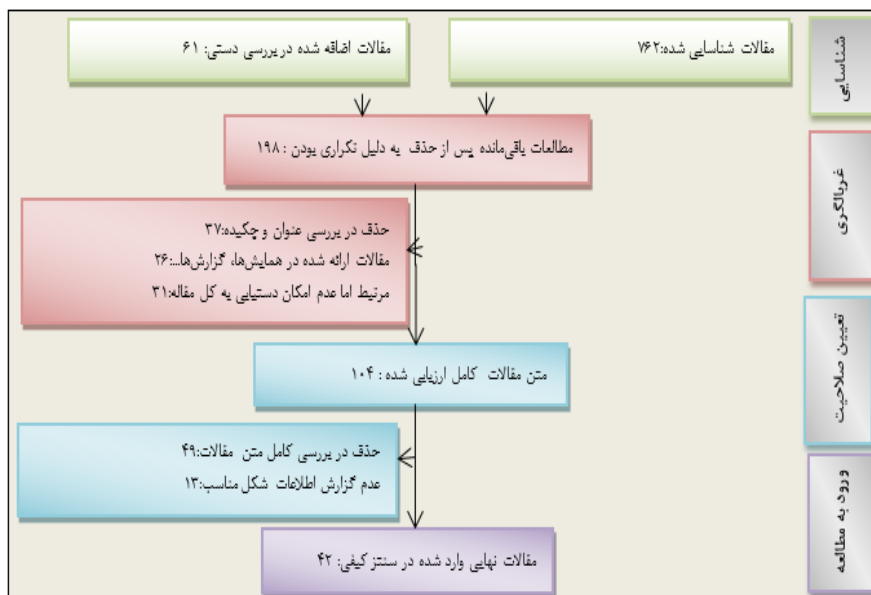 شناسایی
مقالات شناسایی شده:۷۶۲
مقالات اضافه شده در بررسی دستی: ۶۱
غربالگری
مطالعات باقی‌مانده پس از حذف به دلیل تکراری بودن : ۱۹۸
حذف در بررسی عنوان و چکیده:۳۷
مقالات ارائه شده در همایش‌ها، گزارش‌ها...:۲۶
مرتبط اما عدم امکان دستیابی به کل مقاله:۳۱
تعیین صلاحیت
متن مقالات کامل ارزیابی شده : ۱۰۴
حذف در بررسی کامل متن مقالات:۴۹
عدم گزارش اطلاعات شکل مناسب:۱۳
ورود به مطالعه
مقالات نهایی وارد شده در سنتز کیفی: ۴۲